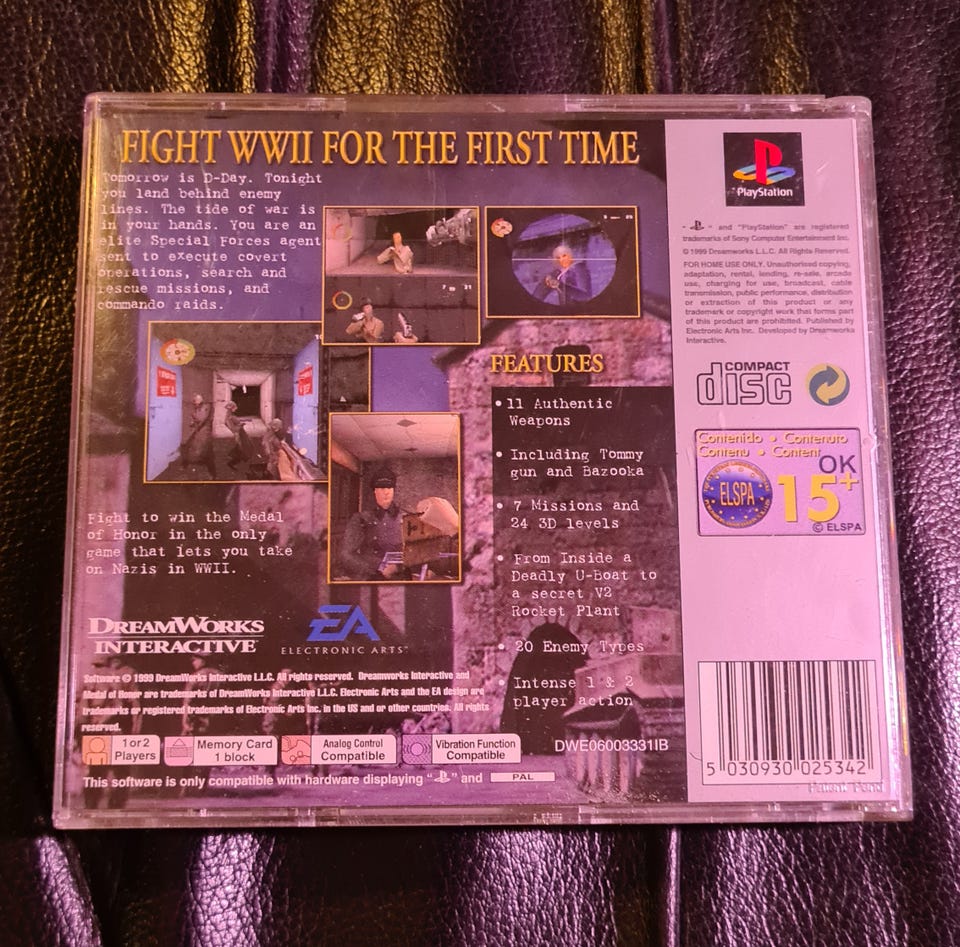 FIGHT WWII FOR THE FIRST TIME
Tomorrow is D-Day. Tonight
you land behind enemy
lines. The tide of war is
in your hands. You are an
elite Special Forces agent
sent to execute covert
operations, search and
rescue missions, and
commando raids.
Fight to win the Medal
of Honor in the only
game that lets you take
on Nazis in WWII.
FEATURES
• 11 Authentic
Weapons
• Including Tommy
gun and Bazooka
• 7 Missions and
24 3D levels
• From Inside a
Deadly U-Boat to
a secret V2
Rocket Plant
• 20 Enemy Types
• Intense 1 & 2
player action
DREAMWORKS
INTERACTIVE
EA
ELECTRONIC ARTS™
Software © 1999 DreamWorks Interactive L.L.C. All rights reserved. Dreamworks Interactive and
Medal of Honor are trademarks of DreamWorks Interactive L.L.C. Electronic Arts and the EA design are
trademarks or registered trademarks of Electronic Arts Inc. in the US and or other countries. All rights
reserved.
1 or 2
Players
Memory Card
1 block
Analog Control
Compatible
Vibration Function
Compatible
DWE06003331IB
This software is only compatible with hardware displaying " " and PAL
PlayStation
" " and "PlayStation" are registered
trademarks of Sony Computer Entertainment Inc.
© 1999 Dreamworks L.L.C. All Rights Reserved.
FOR HOME USE ONLY. Unauthorised copying,
adaptation, rental, lending, re-sale, arcade
use, charging for use, broadcast, cable
transmission, public performance, distribution
or extraction of this product or any
trademark or copyright work that forms part
of this product are prohibited. Published by
Electronic Arts Inc. Developed by Dreamworks
Interactive.
COMPACT
disc
Contenido • Contenuto
Contenu • Content
ELSPA
OK
15+
© ELSPA
5 030930 025342